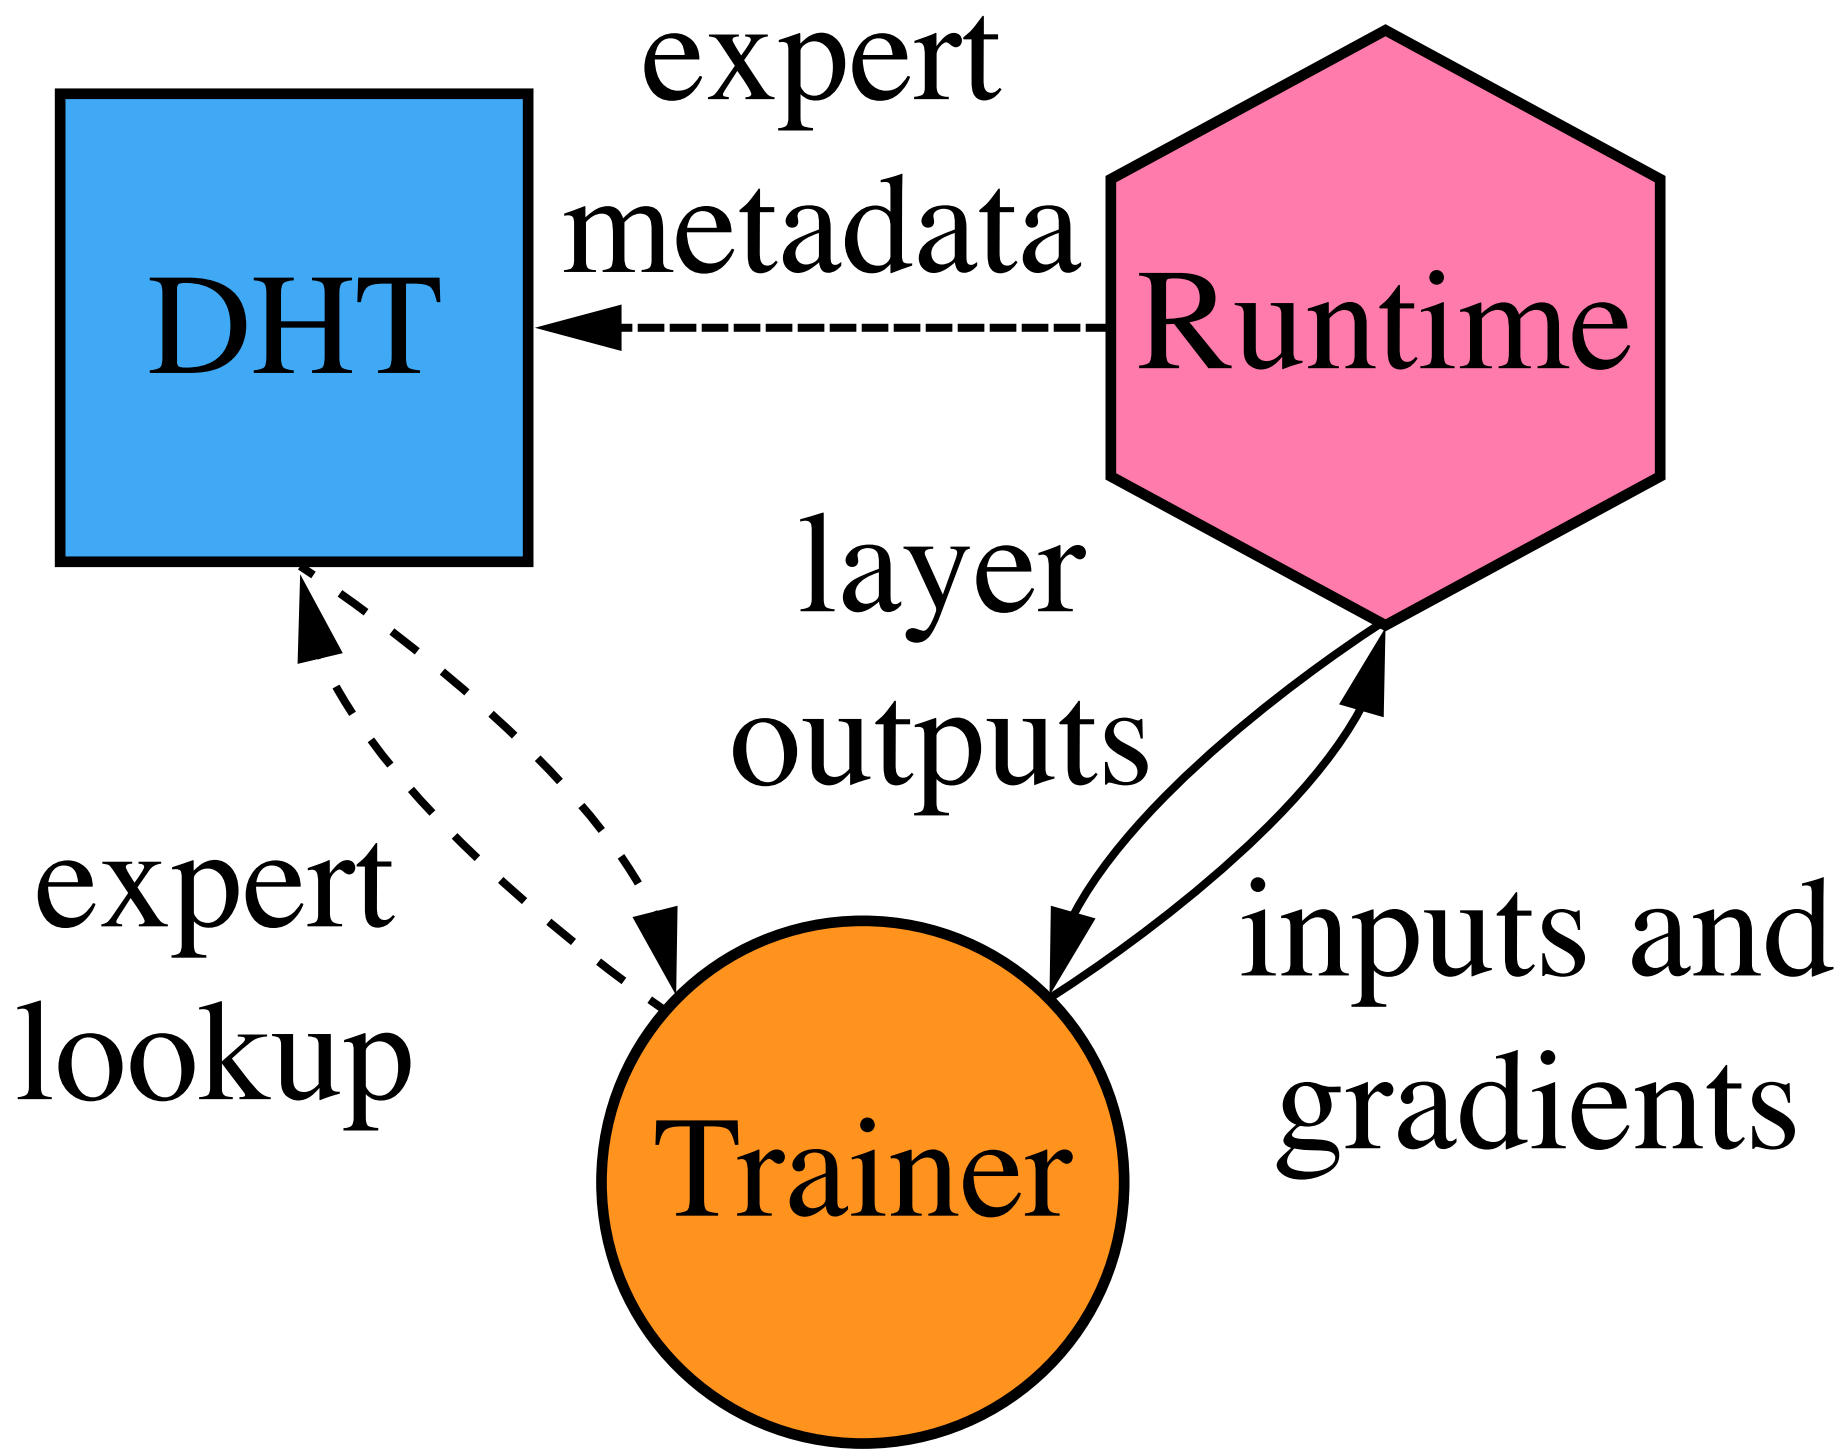 expert
metadata
DHT
Runtime
layer
outputs
expert
lookup
inputs and
gradients
Trainer